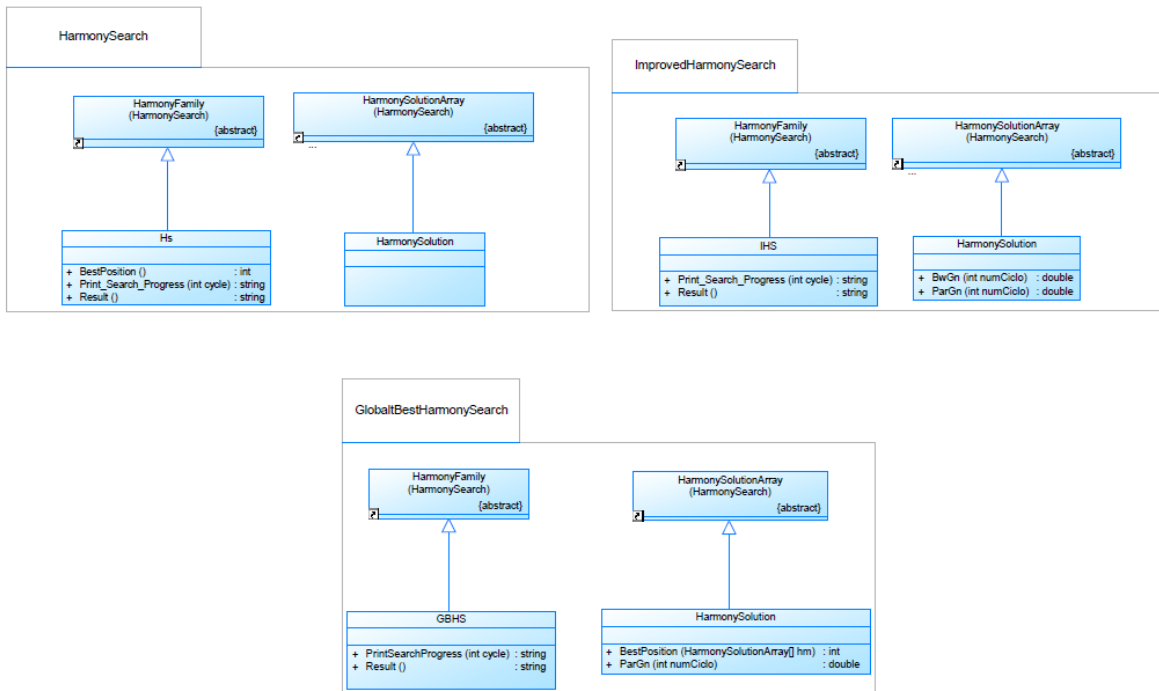 HarmonySearch
HarmonyFamily
(HarmonySearch)
{abstract}
HarmonySolutionArray
(HarmonySearch)
{abstract}
...
Hs
+ BestPosition () : int
+ Print_Search_Progress (int cycle) : string
+ Result () : string
HarmonySolution
ImprovedHarmonySearch
HarmonyFamily
(HarmonySearch)
{abstract}
HarmonySolutionArray
(HarmonySearch)
{abstract}
...
IHS
+ Print_Search_Progress (int cycle) : string
+ Result () : string
HarmonySolution
+ BwGn (int numCiclo) : double
+ ParGn (int numCiclo) : double
GlobaltBestHarmonySearch
HarmonyFamily
(HarmonySearch)
{abstract}
HarmonySolutionArray
(HarmonySearch)
{abstract}
GBHS
+ PrintSearchProgress (int cycle) : string
+ Result () : string
HarmonySolution
+ BestPosition (HarmonySolutionArray[] hm) : int
+ ParGn (int numCiclo) : double